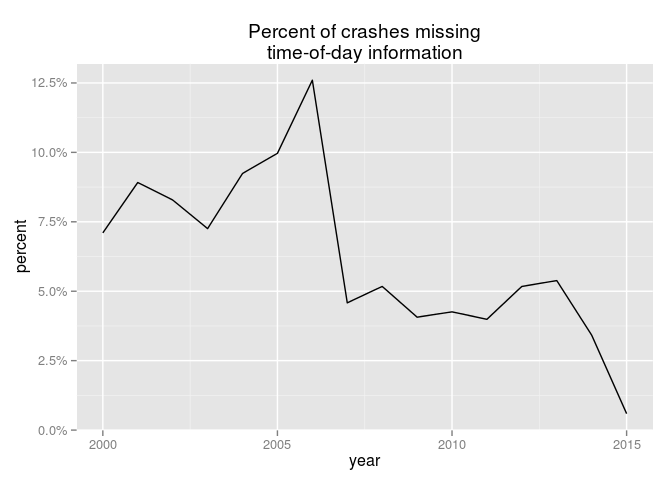 Percent of crashes missing
time-of-day information
12.5%
10.0%
7.5%
5.0%
2.5%
0.0%
percent
2000 2005 2010 2015
year